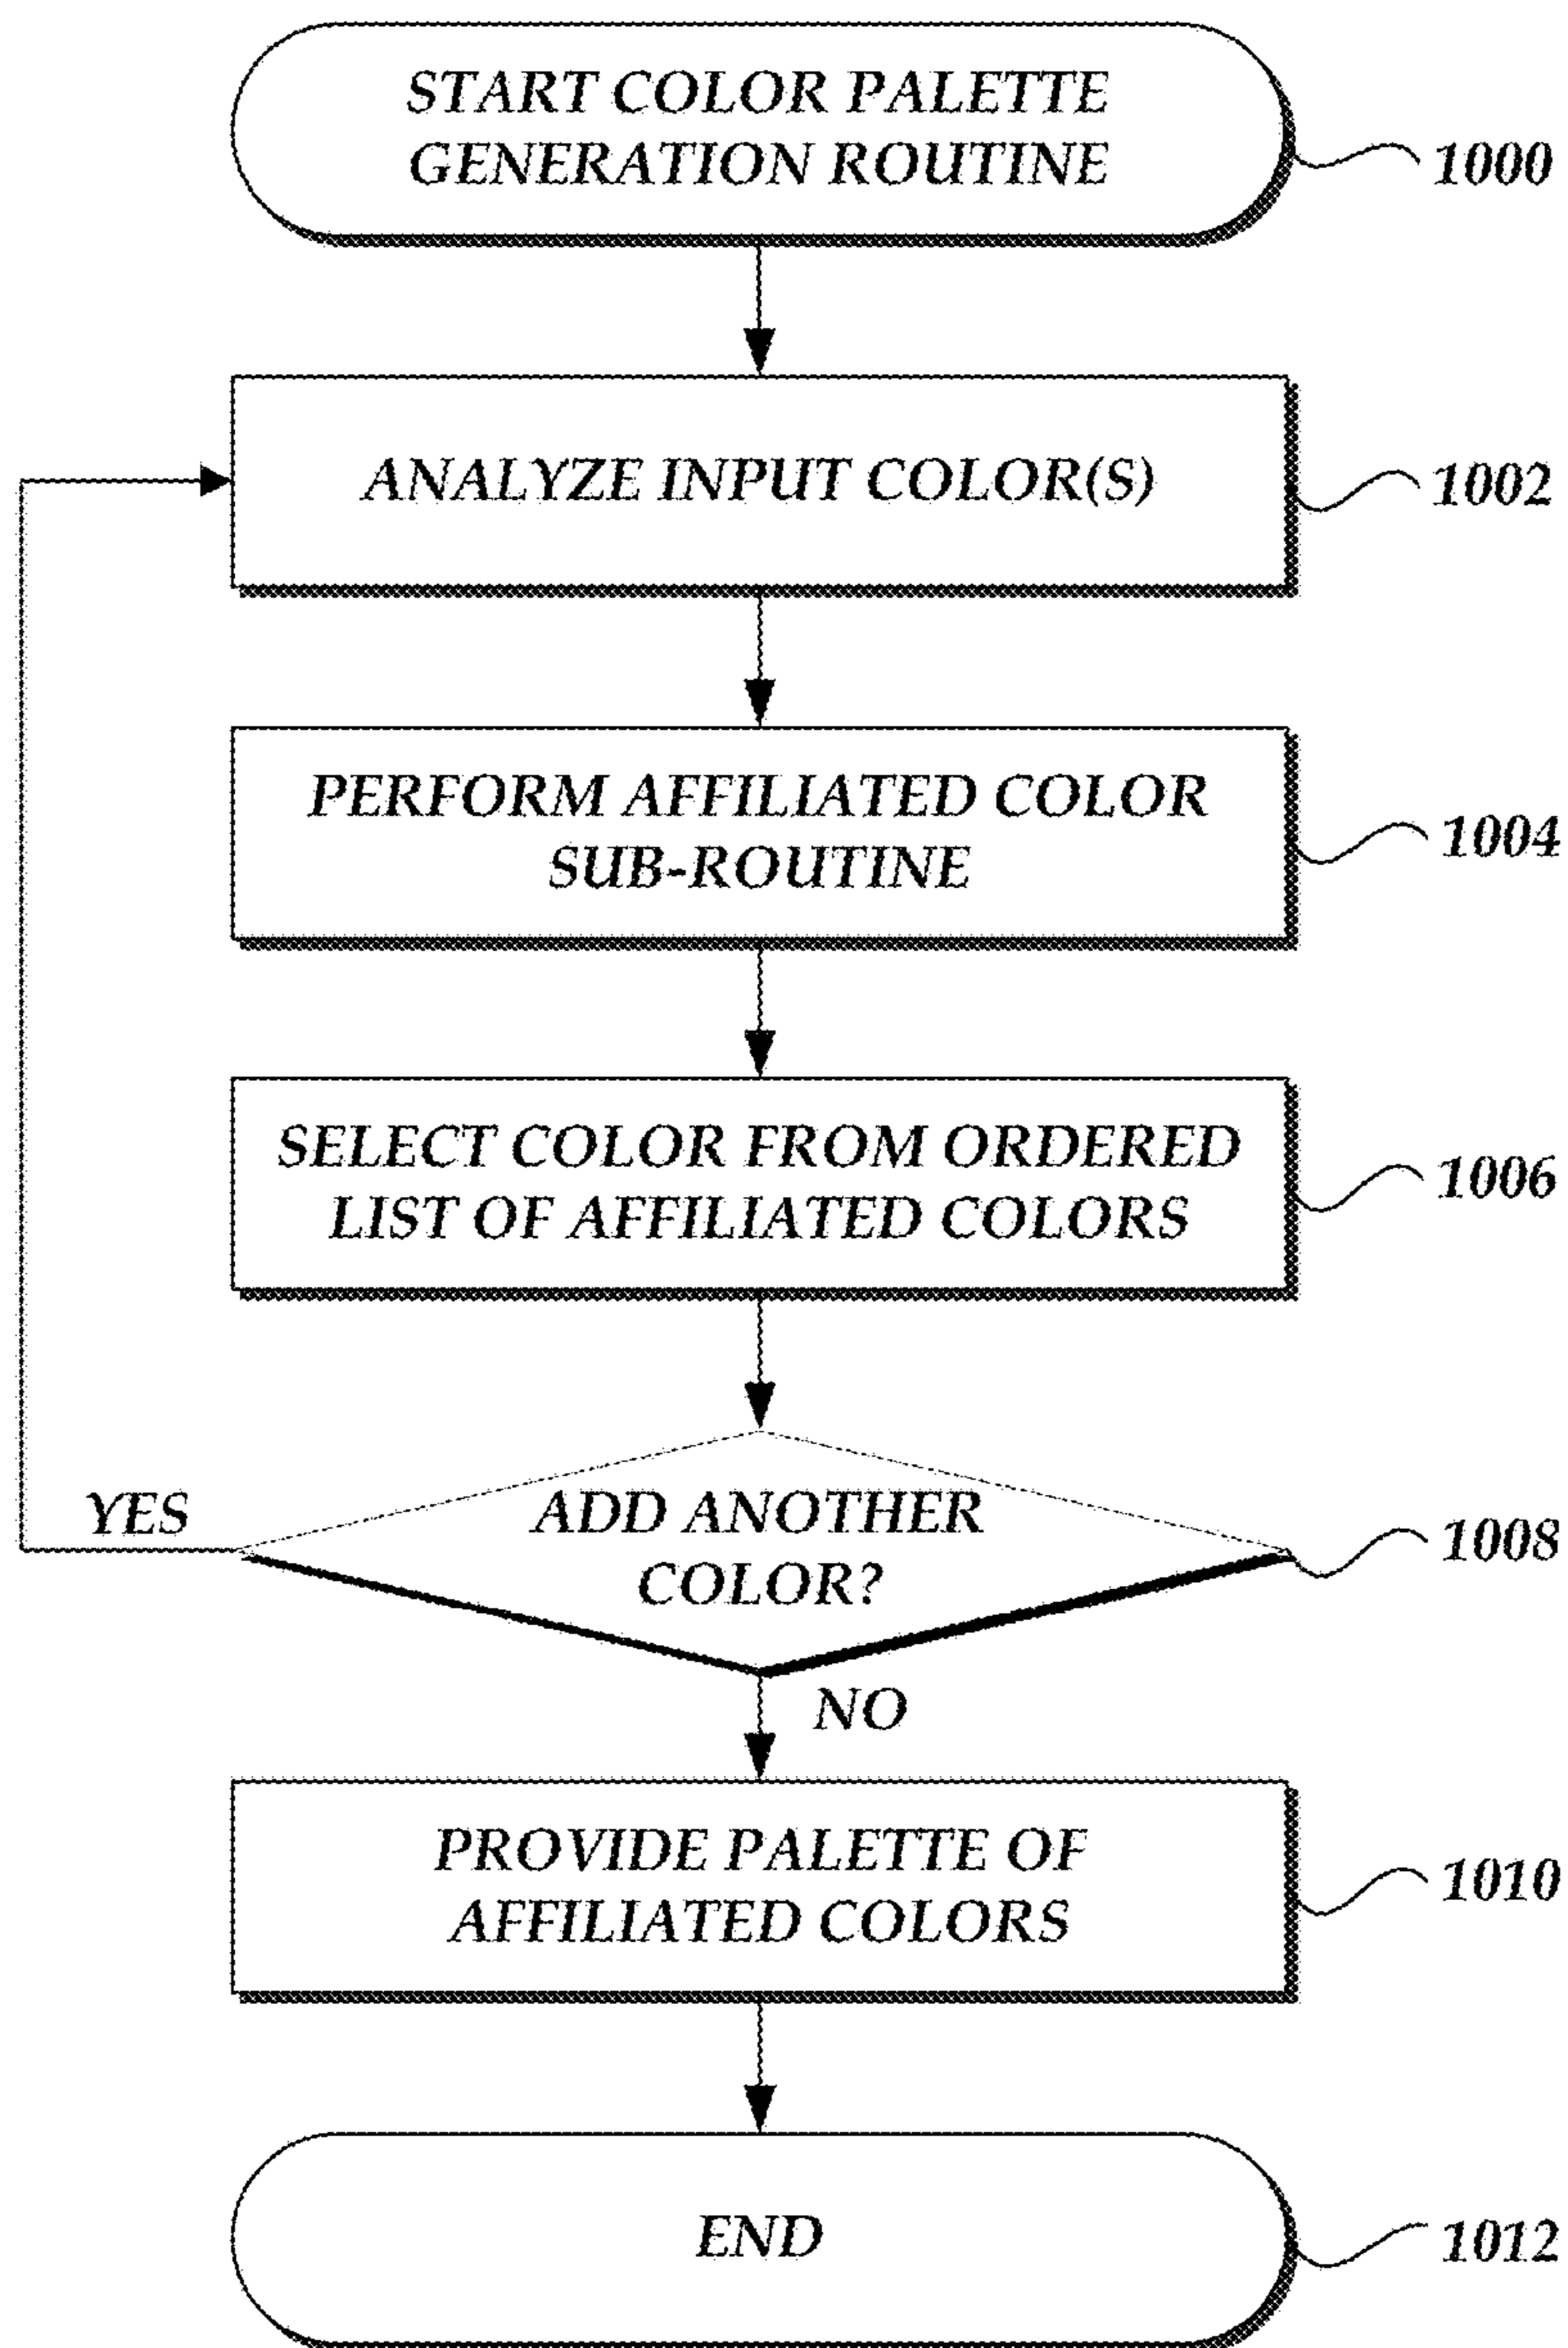 START COLOR PALETTE
GENERATION ROUTINE
1000
ANALYZE INPUT COLOR(S)
1002
PERFORM AFFILIATED COLOR
SUB-ROUTINE
1004
SELECT COLOR FROM ORDERED
LIST OF AFFILIATED COLORS
1006
YES
ADD ANOTHER
COLOR?
1008
NO
PROVIDE PALETTE OF
AFFILIATED COLORS
1010
END
1012